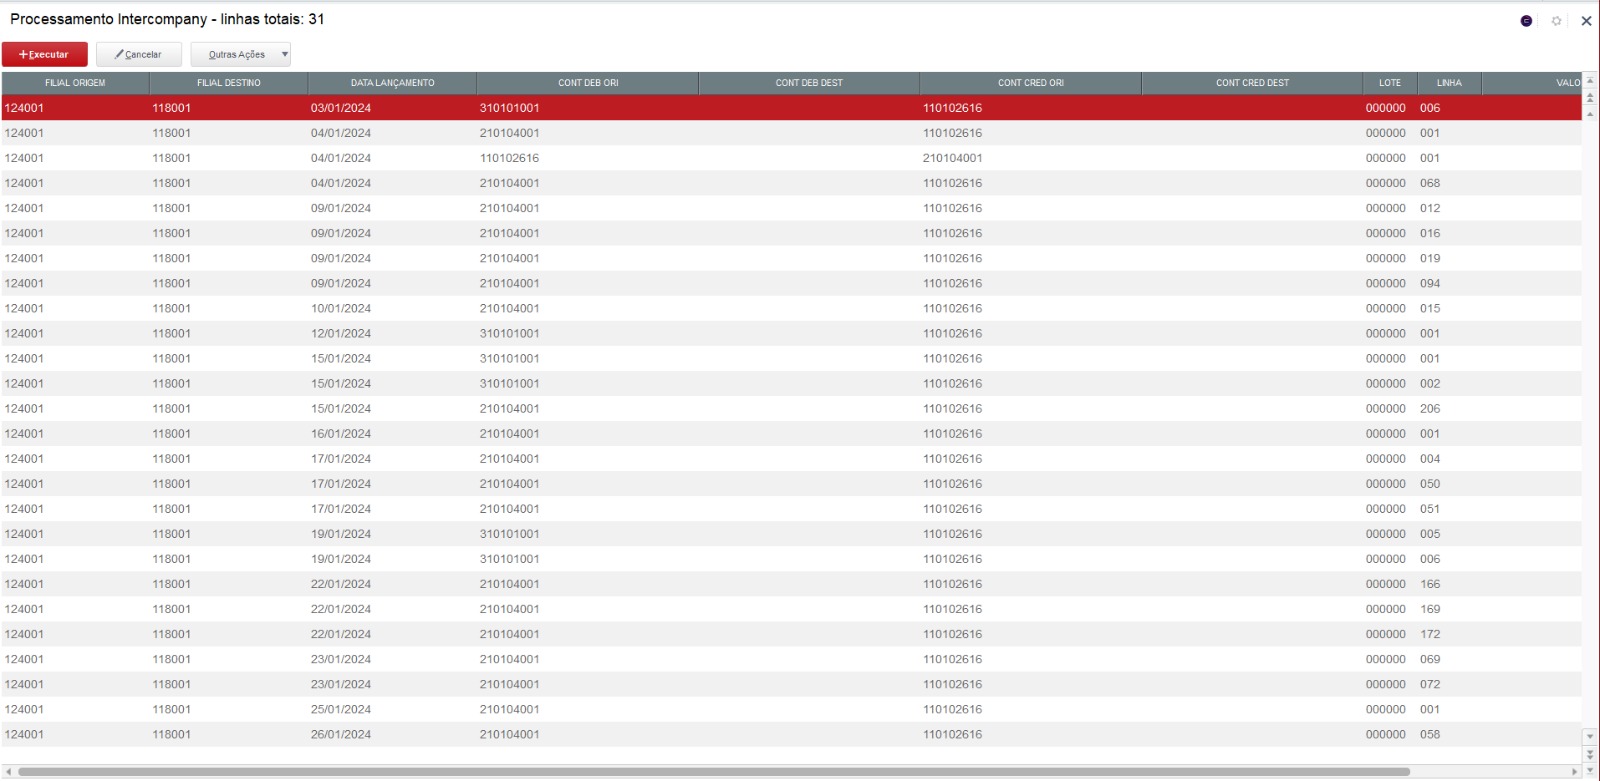 Processamento Intercompany - linhas totais: 31
+Executar Cancelar Outras Ações
FILIAL ORIGEM FILIAL DESTINO DATA LANÇAMENTO CONT DEB ORI CONT DEB DEST CONT CRED ORI CONT CRED DEST LOTE LINHA VALO
124001 118001 03/01/2024 310101001 110102616 000000 006
124001 118001 04/01/2024 210104001 110102616 000000 001
124001 118001 04/01/2024 110102616 210104001 000000 001
124001 118001 04/01/2024 210104001 110102616 000000 068
124001 118001 09/01/2024 210104001 110102616 000000 012
124001 118001 09/01/2024 210104001 110102616 000000 016
124001 118001 09/01/2024 210104001 110102616 000000 019
124001 118001 09/01/2024 210104001 110102616 000000 094
124001 118001 10/01/2024 210104001 110102616 000000 015
124001 118001 12/01/2024 310101001 110102616 000000 001
124001 118001 15/01/2024 310101001 110102616 000000 001
124001 118001 15/01/2024 310101001 110102616 000000 002
124001 118001 15/01/2024 210104001 110102616 000000 206
124001 118001 16/01/2024 210104001 110102616 000000 001
124001 118001 17/01/2024 210104001 110102616 000000 004
124001 118001 17/01/2024 210104001 110102616 000000 050
124001 118001 17/01/2024 210104001 110102616 000000 051
124001 118001 19/01/2024 310101001 110102616 000000 005
124001 118001 19/01/2024 310101001 110102616 000000 006
124001 118001 22/01/2024 210104001 110102616 000000 166
124001 118001 22/01/2024 210104001 110102616 000000 169
124001 118001 22/01/2024 210104001 110102616 000000 172
124001 118001 23/01/2024 210104001 110102616 000000 069
124001 118001 23/01/2024 210104001 110102616 000000 072
124001 118001 25/01/2024 210104001 110102616 000000 001
124001 118001 26/01/2024 210104001 110102616 000000 058